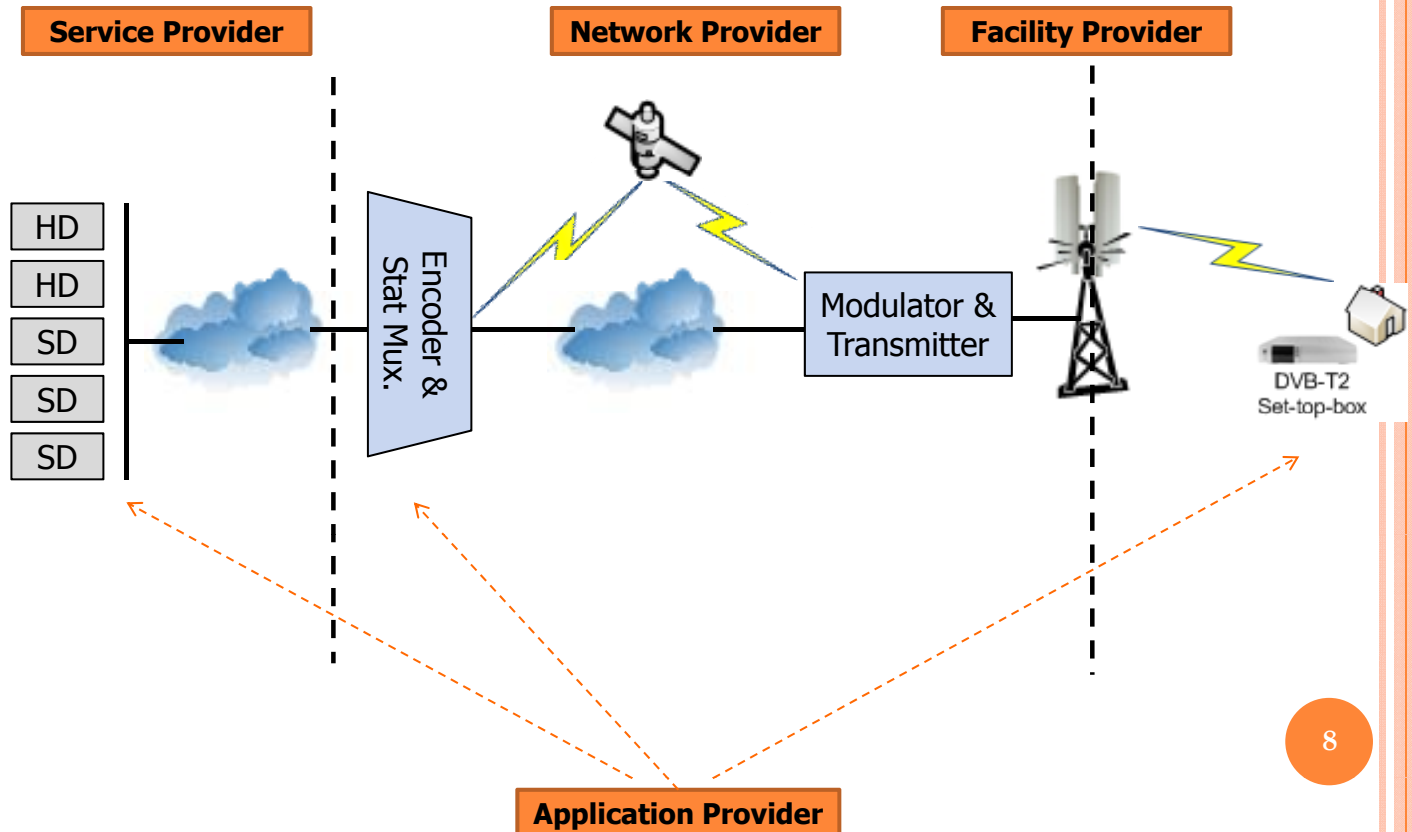 Service Provider
Network Provider
Facility Provider
HD
HD
SD
SD
SD
Encoder &
Stat Mux.
Modulator &
Transmitter
DVB-T2
Set-top-box
8
Application Provider